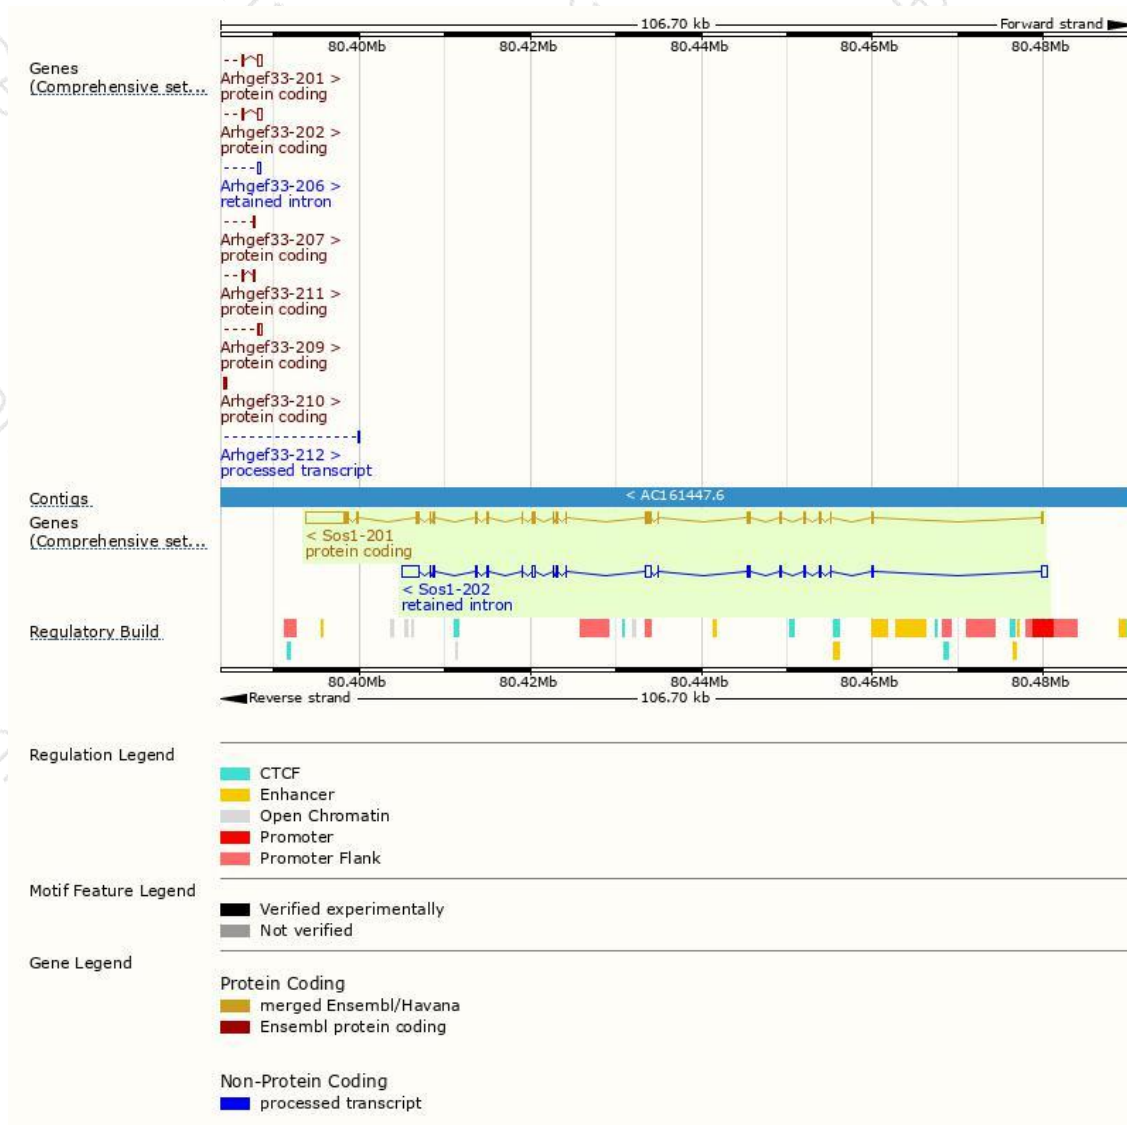 106.70 kb Forward strand
80.40Mb 80.42Mb 80.44Mb 80.46Mb 80.48Mb
Genes
(Comprehensive set...
Arhgef33-201 >
protein coding
Arhgef33-202 >
protein coding
Arhgef33-206 >
retained intron
Arhgef33-207 >
protein coding
Arhgef33-211 >
protein coding
Arhgef33-209 >
protein coding
Arhgef33-210 >
protein coding
Arhgef33-212 >
processed transcript
Contigs < AC161447.6
Genes
(Comprehensive set...
< Sos1-201
protein coding
< Sos1-202
retained intron
Regulatory Build
80.40Mb 80.42Mb 80.44Mb 80.46Mb 80.48Mb
Reverse strand 106.70 kb
Regulation Legend
CTCF
Enhancer
Open Chromatin
Promoter
Promoter Flank
Motif Feature Legend
Verified experimentally
Not verified
Gene Legend
Protein Coding
merged Ensembl/Havana
Ensembl protein coding
Non-Protein Coding
processed transcript